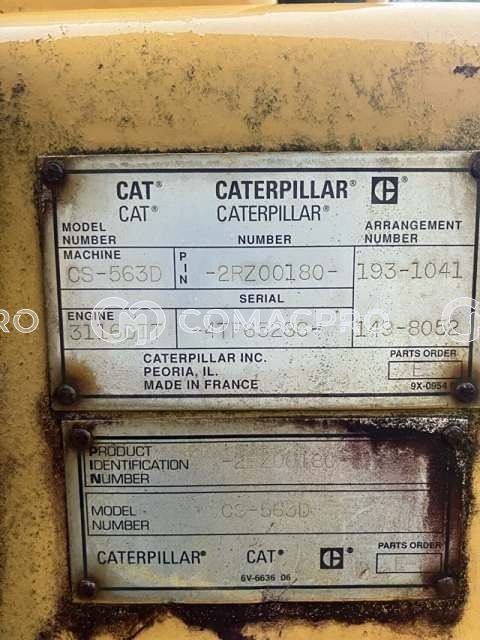 CAT® CATERPILLAR®
CAT® CATERPILLAR®
MODEL NUMBER NUMBER ARRANGEMENT NUMBER
MACHINE CS-563D PIN -2RZ00180- 193-1041
SERIAL
ENGINE 3116DIT 149-8052
COMACPRO
CATERPILLAR INC.
PEORIA, IL.
MADE IN FRANCE
PARTS ORDER
E
9X-0954
PRODUCT IDENTIFICATION NUMBER
MODEL NUMBER CS-563D
CATERPILLAR® CAT®
PARTS ORDER
6V-6636 06